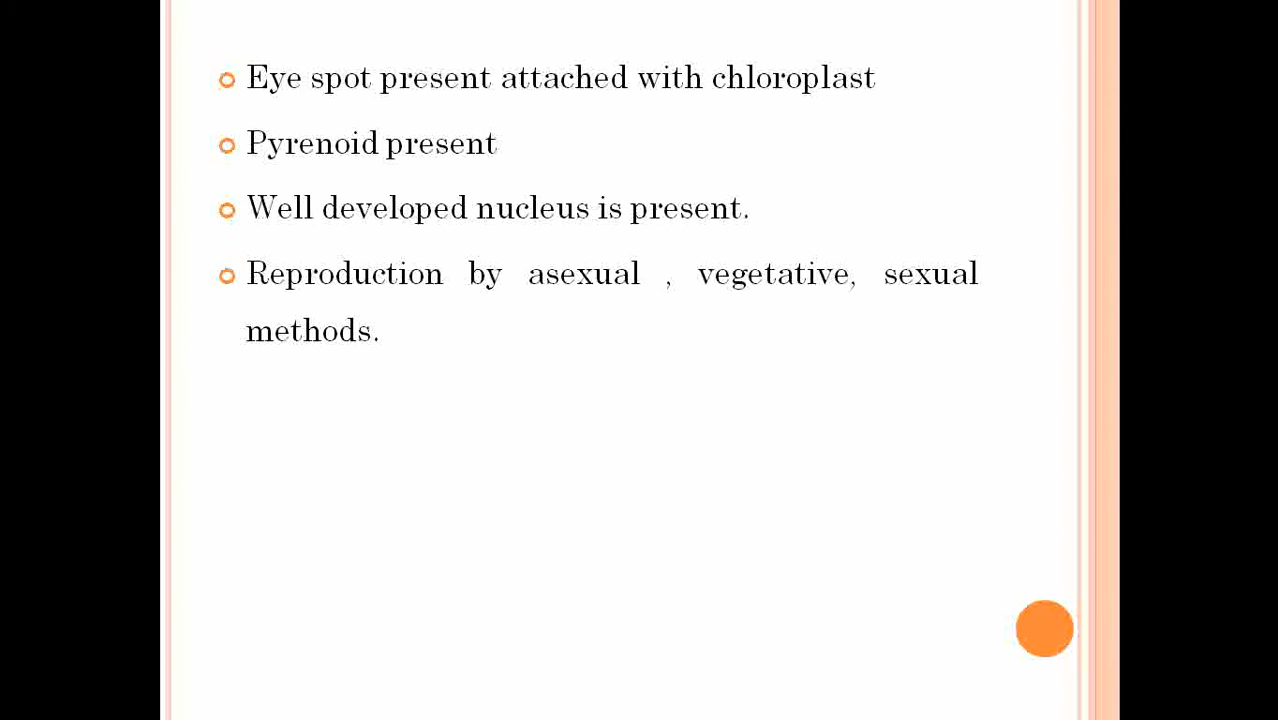 Eye spot present attached with chloroplast
Pyrenoid present
Well developed nucleus is present.
Reproduction by asexual , vegetative, sexual
methods.